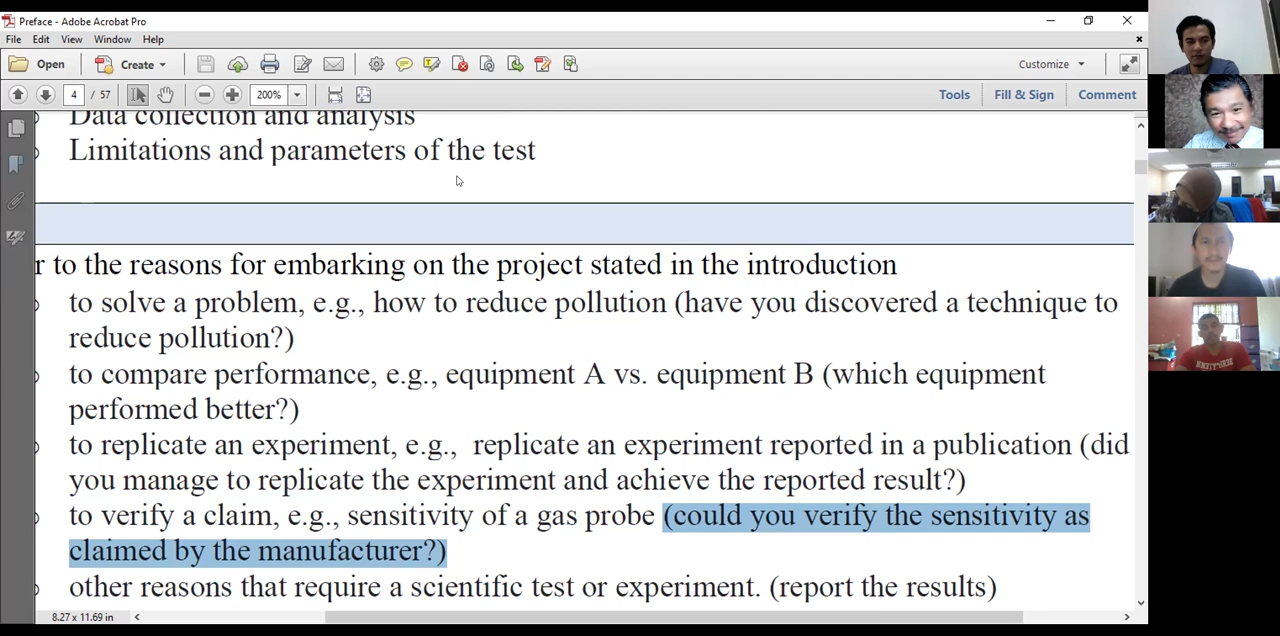 Preface - Adobe Acrobat Pro
File Edit View Window Help
Open Create Customize
4 / 57 200% Tools Fill & Sign Comment
Data collection and analysis
Limitations and parameters of the test
r to the reasons for embarking on the project stated in the introduction
to solve a problem, e.g., how to reduce pollution (have you discovered a technique to
reduce pollution?)
to compare performance, e.g., equipment A vs. equipment B (which equipment
performed better?)
to replicate an experiment, e.g., replicate an experiment reported in a publication (did
you manage to replicate the experiment and achieve the reported result?)
to verify a claim, e.g., sensitivity of a gas probe (could you verify the sensitivity as
claimed by the manufacturer?)
other reasons that require a scientific test or experiment. (report the results)
8.27 x 11.69 in